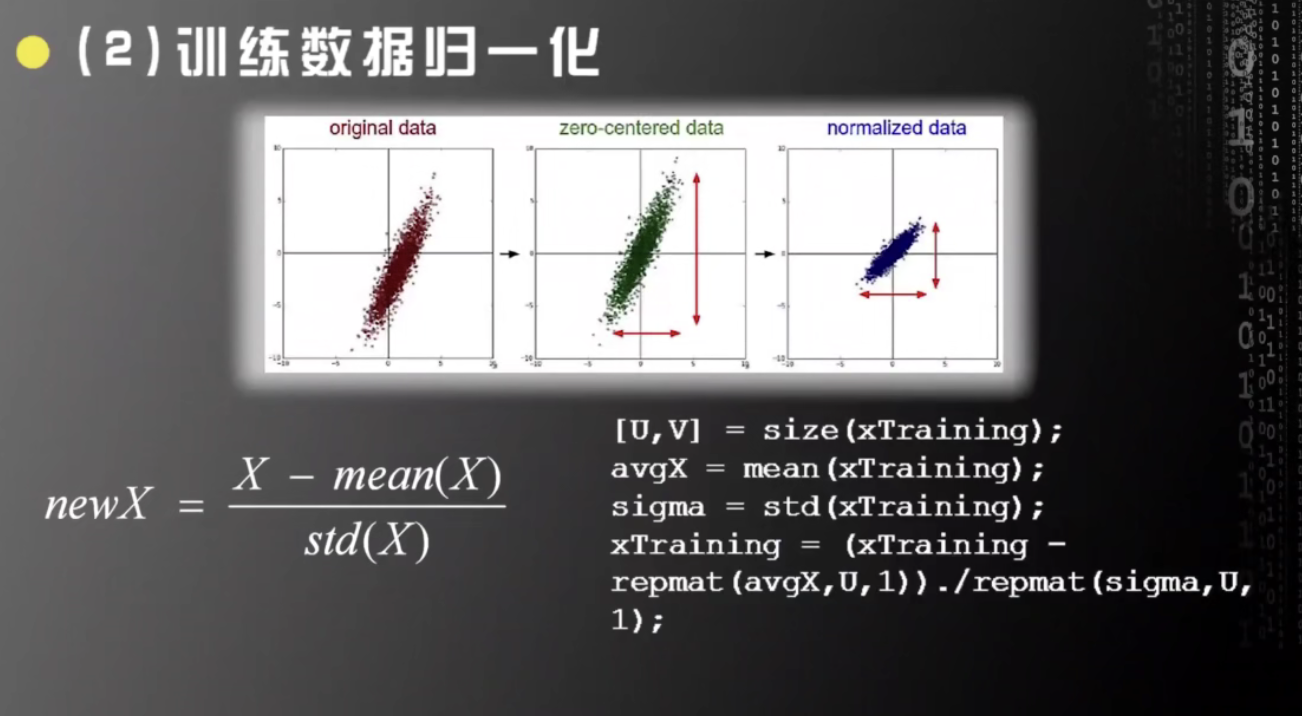 (2)训练数据归一化
original data
zero-centered data
normalized data
newX = X - mean(X)
std(X)
[U,V] = size(xTraining);
avgX = mean(xTraining);
sigma = std(xTraining);
xTraining = (xTraining -
repmat(avgX,U,1))./repmat(sigma,U,
1);